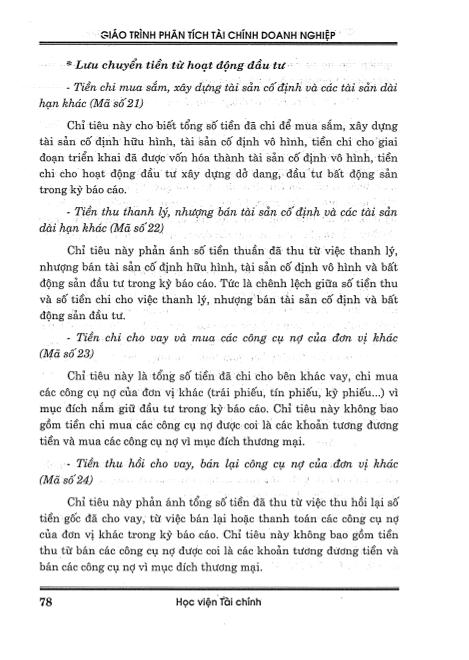 GIÁO TRÌNH PHÂN TÍCH TÀI CHÍNH DOANH NGHIỆP
* Lưu chuyển tiền từ hoạt động đầu tư
- Tiền chi mua sắm, xây dựng tài sản cố định và các tài sản dài
hạn khác (Mã số 21)
Chỉ tiêu này cho biết tổng số tiền đã chi để mua sắm, xây dựng
tài sản cố định hữu hình, tài sản cố định vô hình, tiền chi cho giai
đoạn triển khai đã được vốn hóa thành tài sản cố định vô hình, tiền
chi cho hoạt động đầu tư xây dựng dở dang, đầu tư bất động sản
trong kỳ báo cáo.
- Tiền thu thanh lý, nhượng bán tài sản cố định và các tài sản
dài hạn khác (Mã số 22)
Chỉ tiêu này phản ánh số tiền thuần đã thu từ việc thanh lý,
nhượng bán tài sản cố định hữu hình, tài sản cố định vô hình và bất
động sản đầu tư trong kỳ báo cáo. Tức là chênh lệch giữa số tiền thu
và số tiền chi cho việc thanh lý, nhượng bán tài sản cố định và bất
động sản đầu tư.
- Tiền chi cho vay và mua các công cụ nợ của đơn vị khác
(Mã số 23)
Chỉ tiêu này là tổng số tiền đã chi cho bên khác vay, chi mua
các công cụ nợ của đơn vị khác (trái phiếu, tín phiếu, kỳ phiếu...) vì
mục đích nắm giữ đầu tư trong kỳ báo cáo. Chỉ tiêu này không bao
gồm tiền chi mua các công cụ nợ được coi là các khoản tương đương
tiền và mua các công cụ nợ vì mục đích thương mại.
- Tiền thu hồi cho vay, bán lại công cụ nợ của đơn vị khác
(Mã số 24)
Chỉ tiêu này phản ánh tổng số tiền đã thu từ việc thu hồi lại số
tiền gốc đã cho vay, từ việc bán lại hoặc thanh toán các công cụ nợ
của đơn vị khác trong kỳ báo cáo. Chỉ tiêu này không bao gồm tiền
thu từ bán các công cụ nợ được coi là các khoản tương đương tiền và
bán các công cụ nợ vì mục đích thương mại.
78 Học viện Tài chính